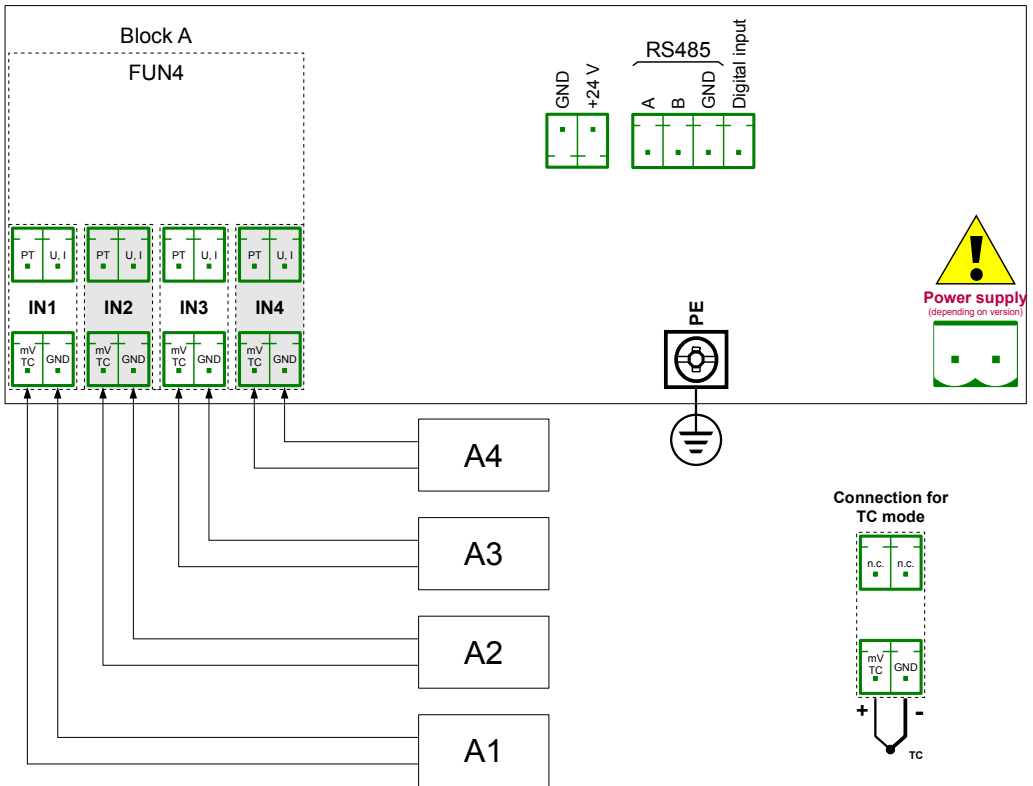 Block A
FUN4
GND
+24 V
RS485
A
B
GND
Digital input
PT
U, I
PT
U, I
PT
U, I
PT
U, I
IN1
IN2
IN3
IN4
mV
TC
GND
mV
TC
GND
mV
TC
GND
mV
TC
GND
Power supply
(depending on version)
PE
A4
A3
A2
A1
Connection for
TC mode
n.c.
n.c.
mV
TC
GND
+
-
TC